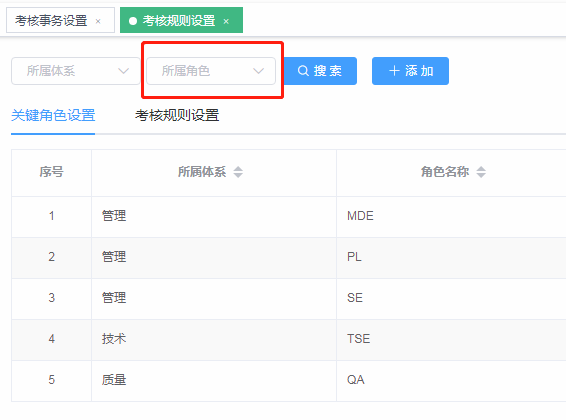 考核事务设置 × 考核规则设置 ×
所属体系 所属角色 搜索 添加
关键角色设置 考核规则设置
序号 所属体系 角色名称
1 管理 MDE
2 管理 PL
3 管理 SE
4 技术 TSE
5 质量 QA